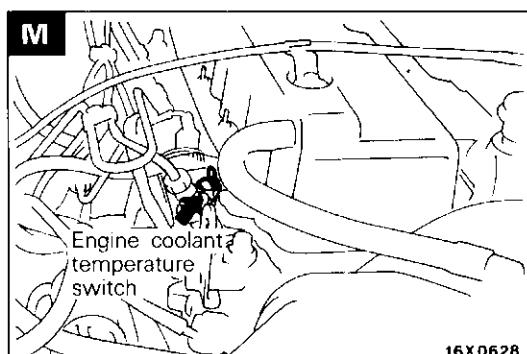 M
Engine coolant
temperature
switch
16X0628